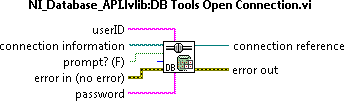 NI_Database_API.lvlib:DB Tools Open Connection.vi
userID
connection information
connection reference
prompt? (F)
DB
error in (no error)
error out
password